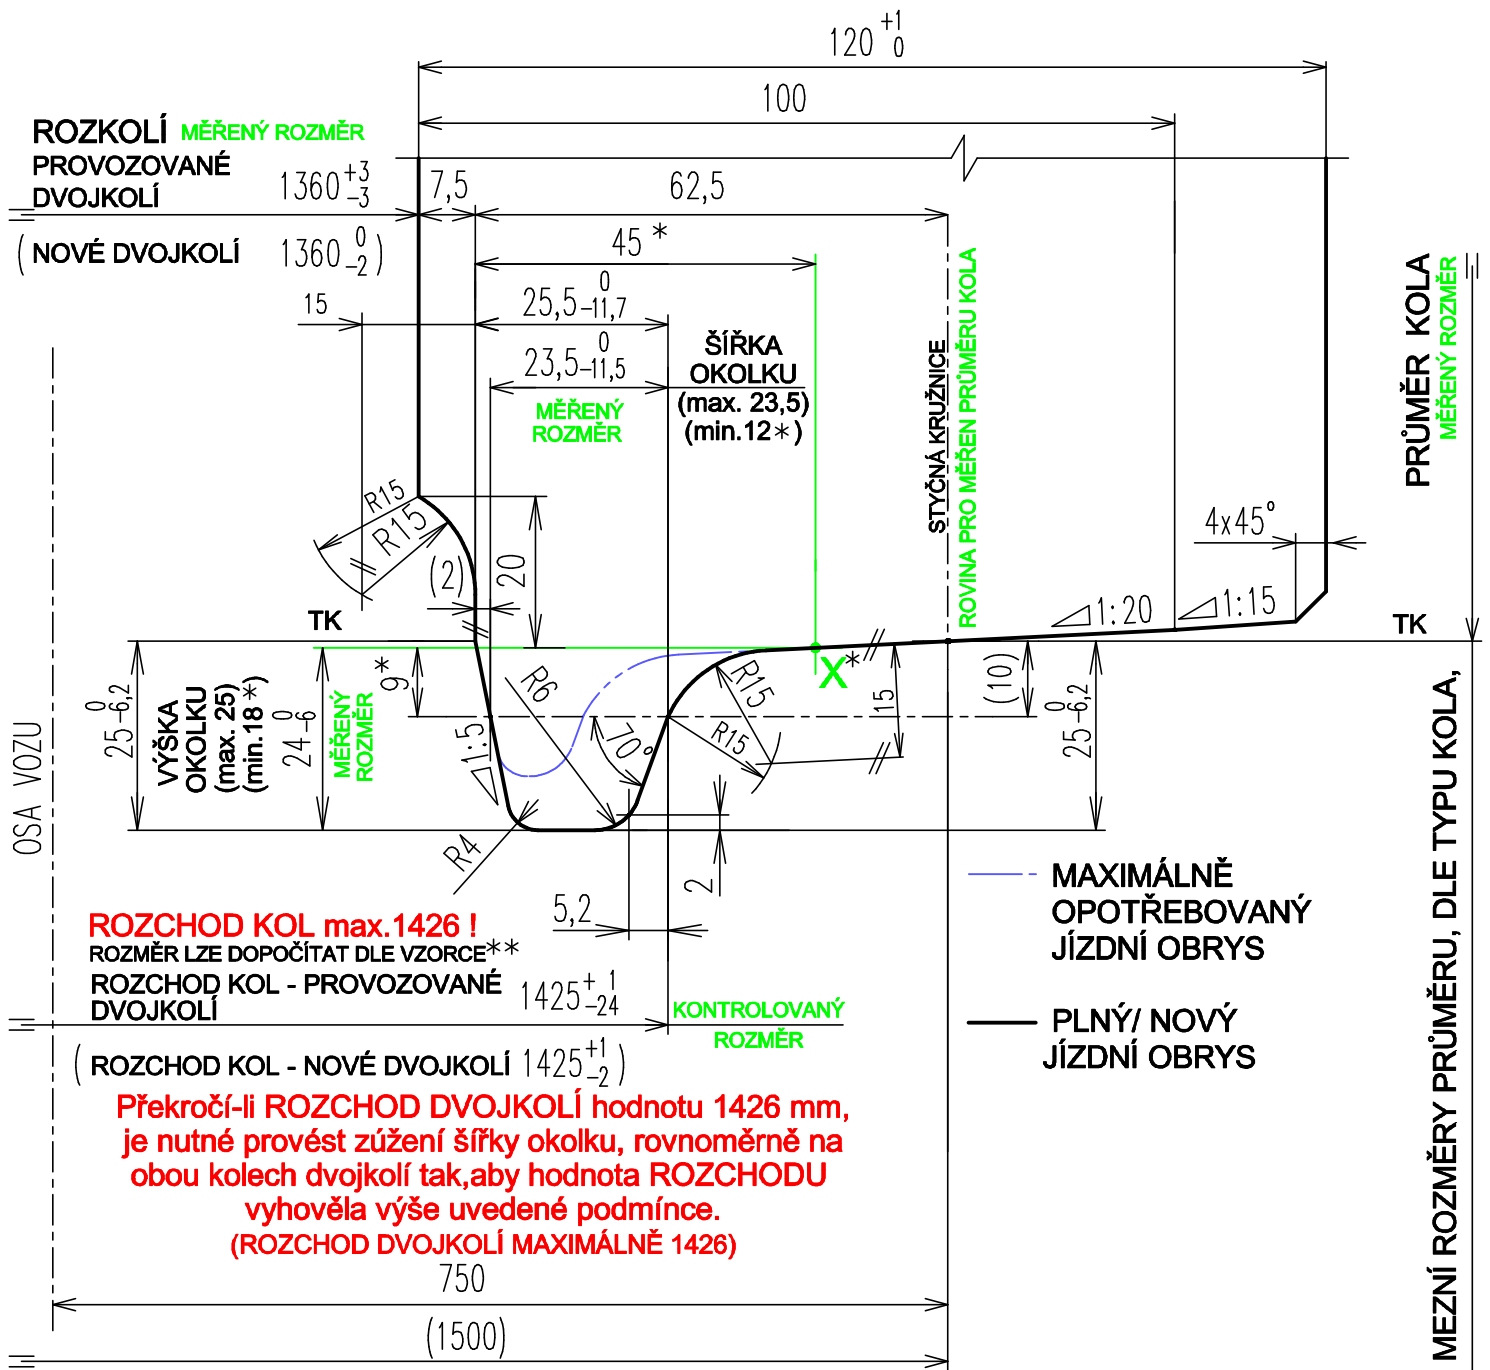 120 +1 0
100
ROZKOLÍ MĚŘENÝ ROZMĚR
PROVOZOVANÉ
DVOJKOLÍ 1360 +3 -3
7,5
62,5
( NOVÉ DVOJKOLÍ 1360 0 -2 )
45 *
15
25,5 0 -11,7
23,5 0 -11,5
ŠÍŘKA
OKOLKU
(max. 23,5)
(min.12*)
MĚŘENÝ
ROZMĚR
STYČNÁ KRUŽNICE
ROVINA PRO MĚŘEN PRŮMĚRU KOLA
PRŮMĚR KOLA
MĚŘENÝ ROZMĚR
R15
R15
(2)
20
4x45°
1:20
1:15
TK
TK
25 0 -6,2
VÝŠKA
OKOLKU
(max. 25)
(min.18*)
24 0 -6
MĚŘENÝ
ROZMĚR
9*
1:5
R6
70°
R15
R15
X*
15
(10)
25 0 -6,2
R4
5,2
2
OSA VOZU
MAXIMÁLNĚ
OPOTŘEBOVANÝ
JÍZDNÍ OBRYS
PLNÝ/ NOVÝ
JÍZDNÍ OBRYS
ROZCHOD KOL max.1426 !
ROZMĚR LZE DOPOČÍTAT DLE VZORCE**
ROZCHOD KOL - PROVOZOVANÉ
DVOJKOLÍ 1425 +1 -24
KONTROLOVANÝ
ROZMĚR
( ROZCHOD KOL - NOVÉ DVOJKOLÍ 1425 +1 -2 )
Překročí-li ROZCHOD DVOJKOLÍ hodnotu 1426 mm,
je nutné provést zúžení šířky okolku, rovnoměrně na
obou kolech dvojkolí tak,aby hodnota ROZCHODU
vyhověla výše uvedené podmínce.
(ROZCHOD DVOJKOLÍ MAXIMÁLNĚ 1426)
750
(1500)
MEZNÍ ROZMĚRY PRŮMĚRU, DLE TYPU KOLA,